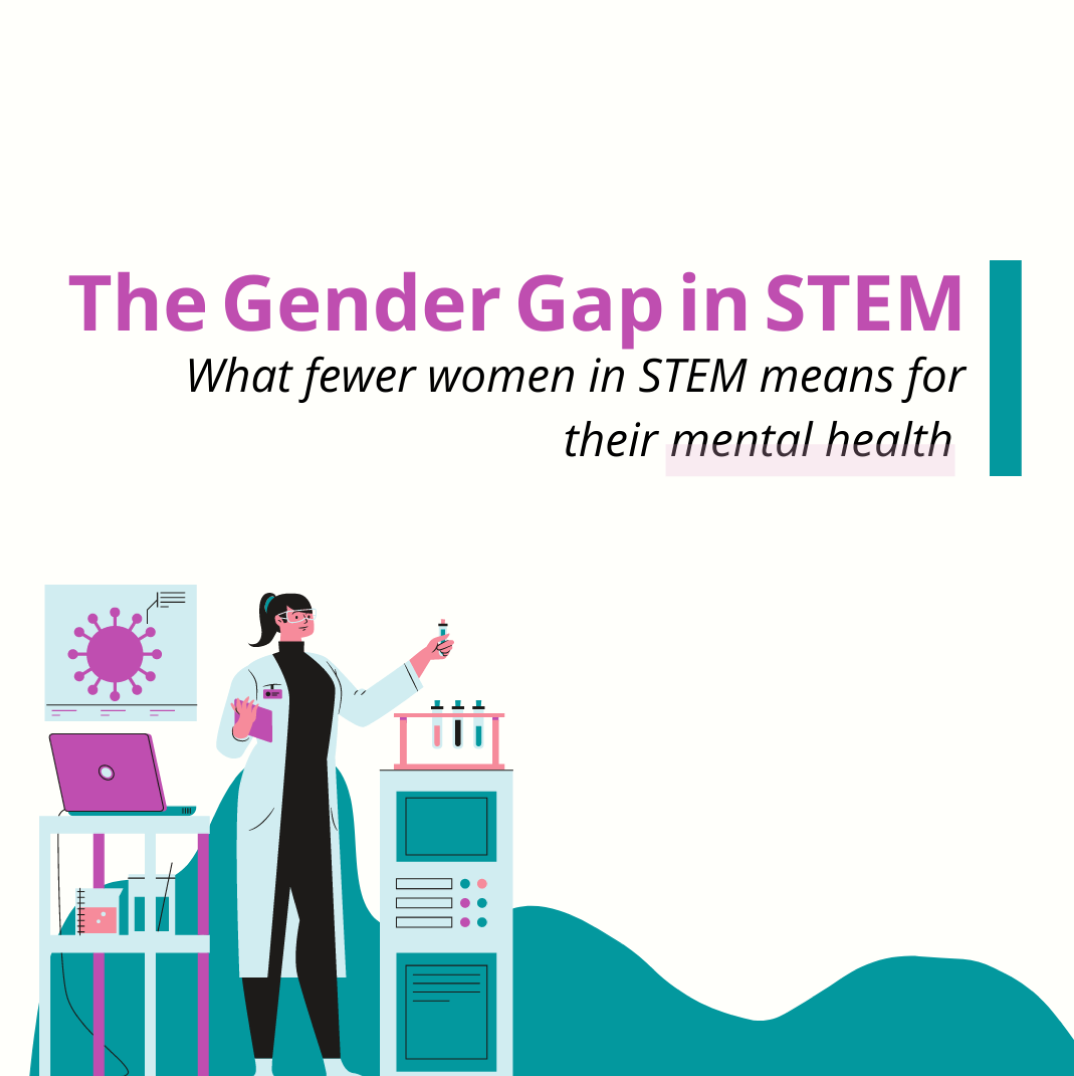 The Gender Gap in STEM
What fewer women in STEM means for
their mental health